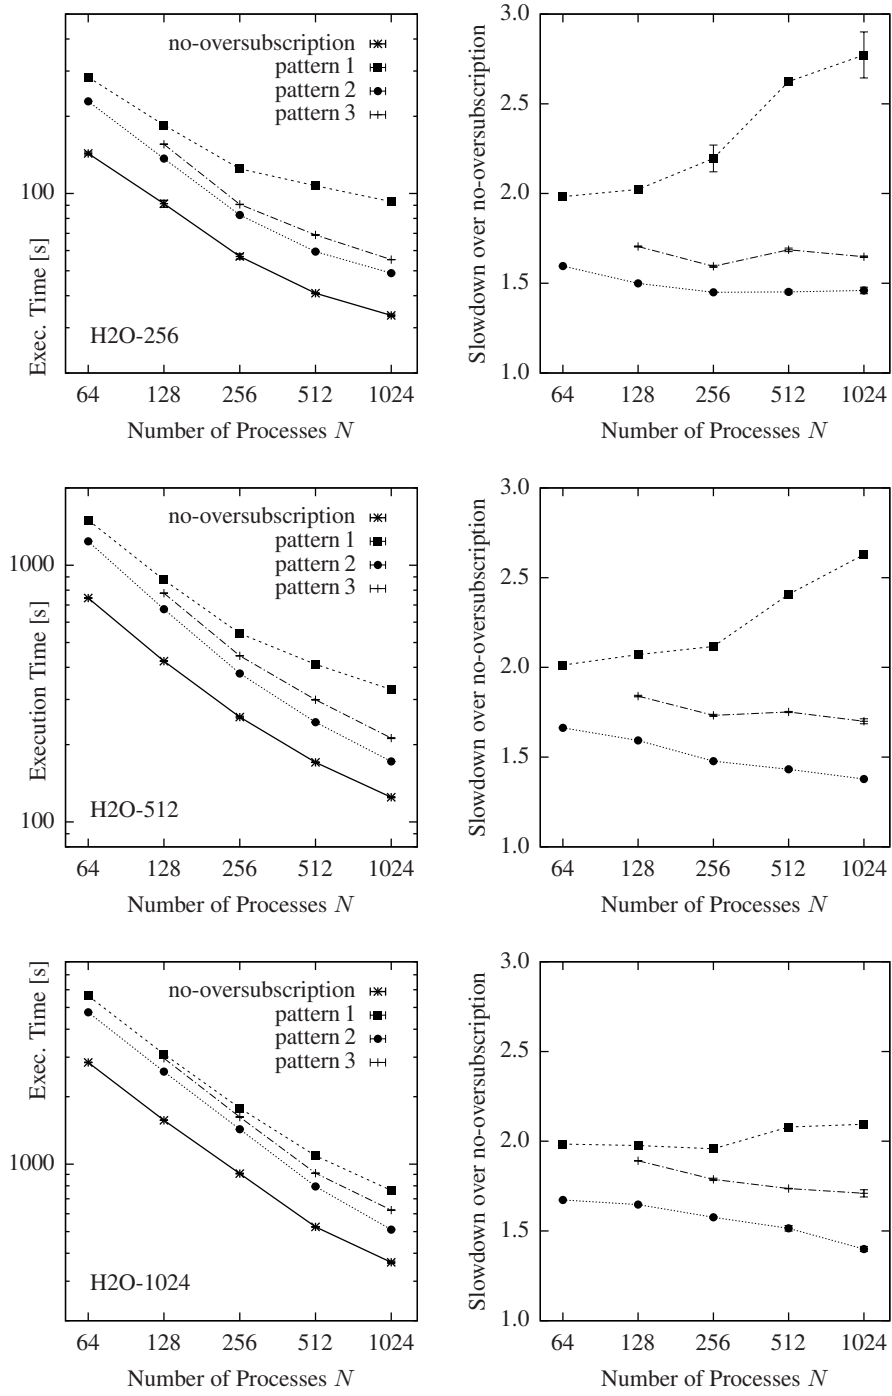 no-oversubscription
pattern 1
pattern 2
pattern 3
100
Exec. Time [s]
H2O-256
64 128 256 512 1024
Number of Processes N
3.0
2.5
2.0
1.5
1.0
Slowdown over no-oversubscription
64 128 256 512 1024
Number of Processes N
no-oversubscription
pattern 1
pattern 2
pattern 3
1000
100
Execution Time [s]
H2O-512
64 128 256 512 1024
Number of Processes N
3.0
2.5
2.0
1.5
1.0
Slowdown over no-oversubscription
64 128 256 512 1024
Number of Processes N
no-oversubscription
pattern 1
pattern 2
pattern 3
1000
Exec. Time [s]
H2O-1024
64 128 256 512 1024
Number of Processes N
3.0
2.5
2.0
1.5
1.0
Slowdown over no-oversubscription
64 128 256 512 1024
Number of Processes N